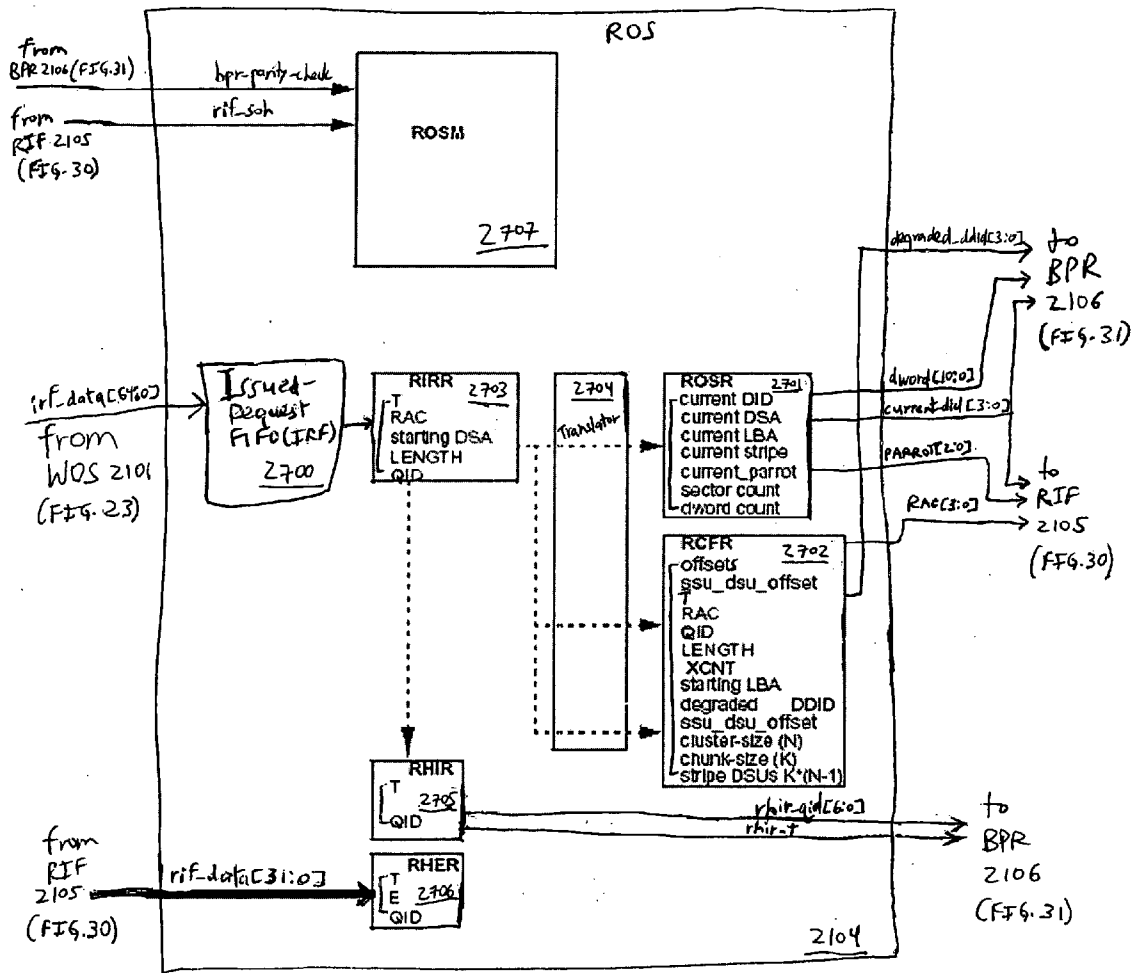 ROS
from
BPR 2106 (FIG.31)
bpr-parity-check
from
RIF 2105
(FIG.30)
rif_soh
ROSM
2707
degraded_ddid[3:0]
to
BPR
2106
(FIG.31)
irf_data[64:0]
from
WOS 2101
(FIG.23)
Issued-
Request
FIFO(IRF)
2700
RIRR
2703
T
RAC
starting DSA
LENGTH
QID
2704
Translator
ROSR
2701
current DID
current DSA
current LBA
current stripe
current_parrot
sector count
dword count
dword[10:0]
current-did[3:0]
PARROT[2:0]
RAC[3:0]
to
RIF
2105
(FIG.30)
RCFR
2702
offsets
ssu_dsu_offset
T
RAC
QID
LENGTH
XCNT
starting LBA
degraded DDID
ssu_dsu_offset
cluster-size (N)
chunk-size (K)
stripe DSUs K*(N-1)
RHIR
T
2705
QID
rhir_qid[6:0]
rhir-t
to
BPR
2106
(FIG.31)
from
RIF
2105
(FIG.30)
rif_data[31:0]
RHER
T
E
2706
QID
2104